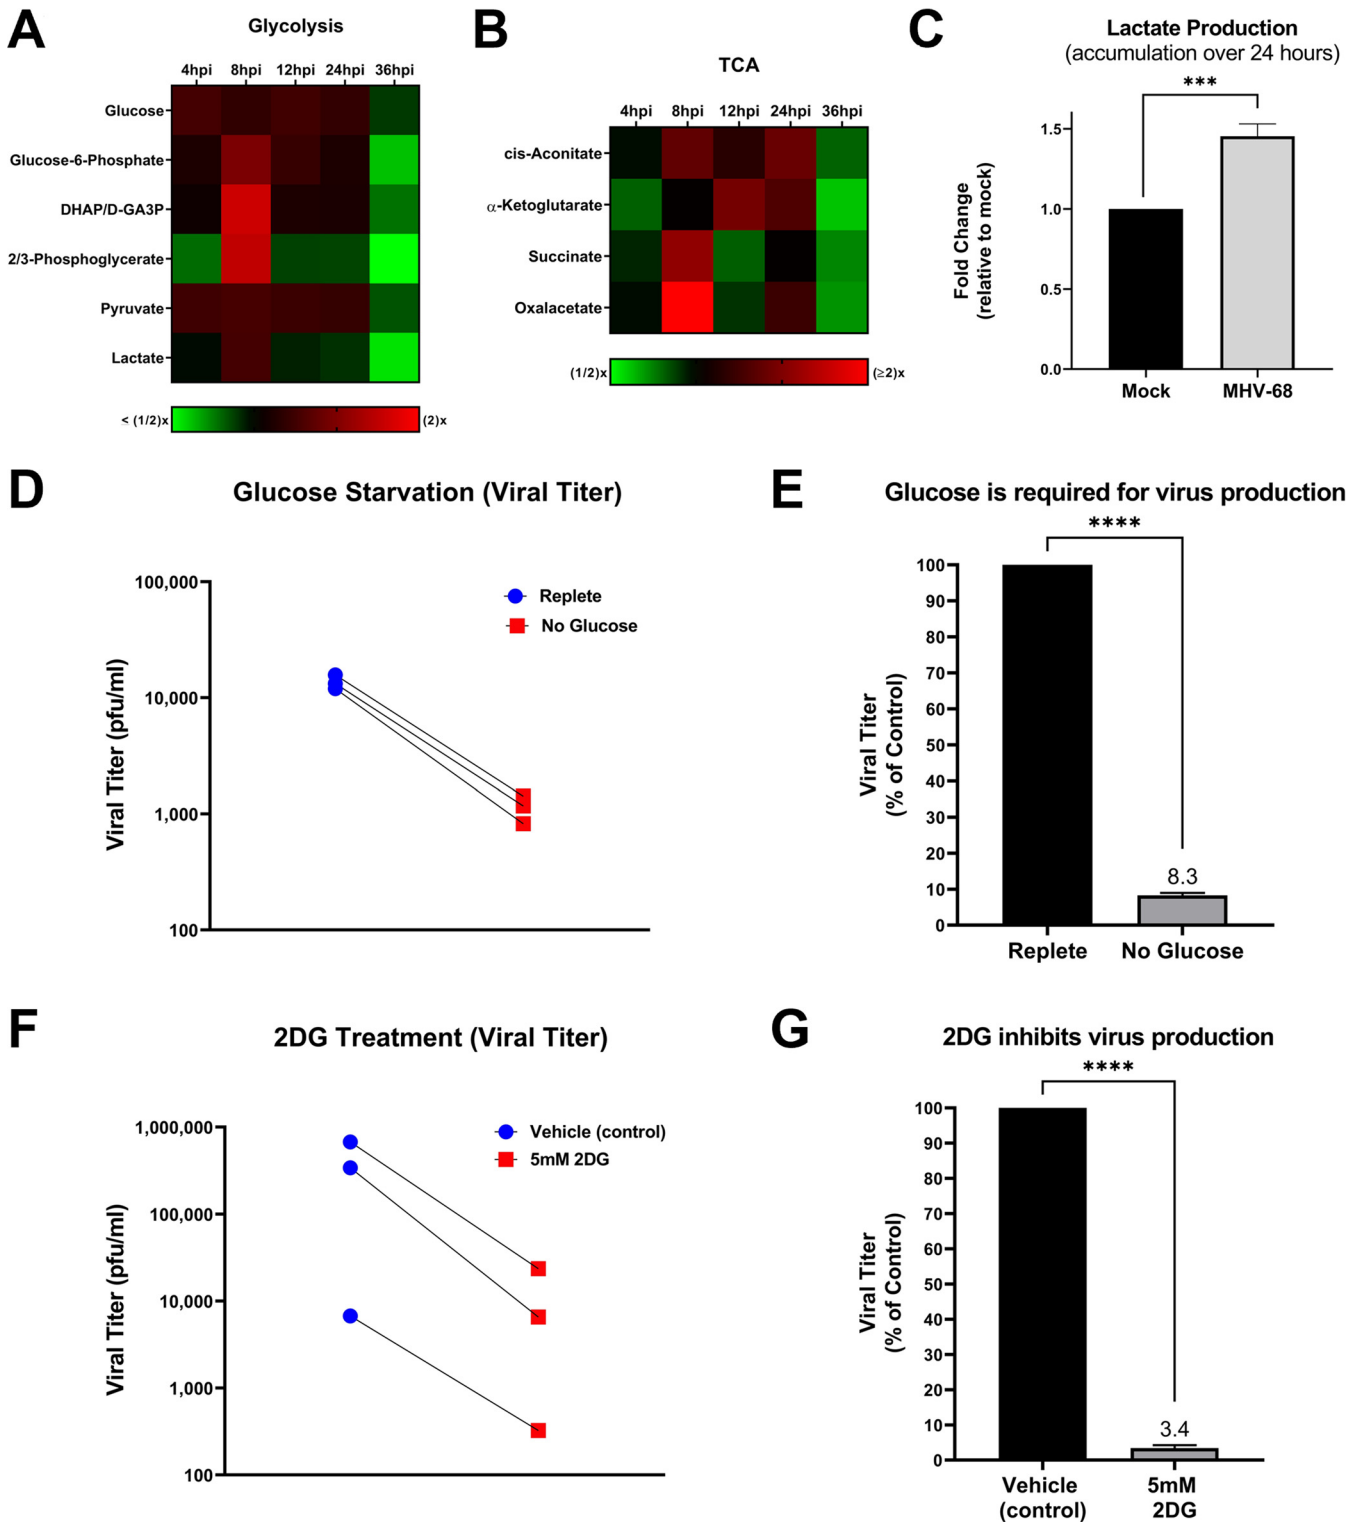 A
Glycolysis
4hpi 8hpi 12hpi 24hpi 36hpi
Glucose
Glucose-6-Phosphate
DHAP/D-GA3P
2/3-Phosphoglycerate
Pyruvate
Lactate
≤ (1/2)x (2)x
B
TCA
4hpi 8hpi 12hpi 24hpi 36hpi
cis-Aconitate
α-Ketoglutarate
Succinate
Oxalacetate
(1/2)x (≥2)x
C
Lactate Production
(accumulation over 24 hours)
***
Fold Change
(relative to mock)
1.5
1.0
0.5
0.0
Mock MHV-68
D
Glucose Starvation (Viral Titer)
Viral Titer (pfu/ml)
100,000
10,000
1,000
100
Replete
No Glucose
E
Glucose is required for virus production
****
Viral Titer
(% of Control)
100
90
80
70
60
50
40
30
20
10
0
8.3
Replete No Glucose
F
2DG Treatment (Viral Titer)
Viral Titer (pfu/ml)
1,000,000
100,000
10,000
1,000
100
Vehicle (control)
5mM 2DG
G
2DG inhibits virus production
****
Viral Titer
(% of Control)
100
90
80
70
60
50
40
30
20
10
0
3.4
Vehicle 5mM
(control) 2DG